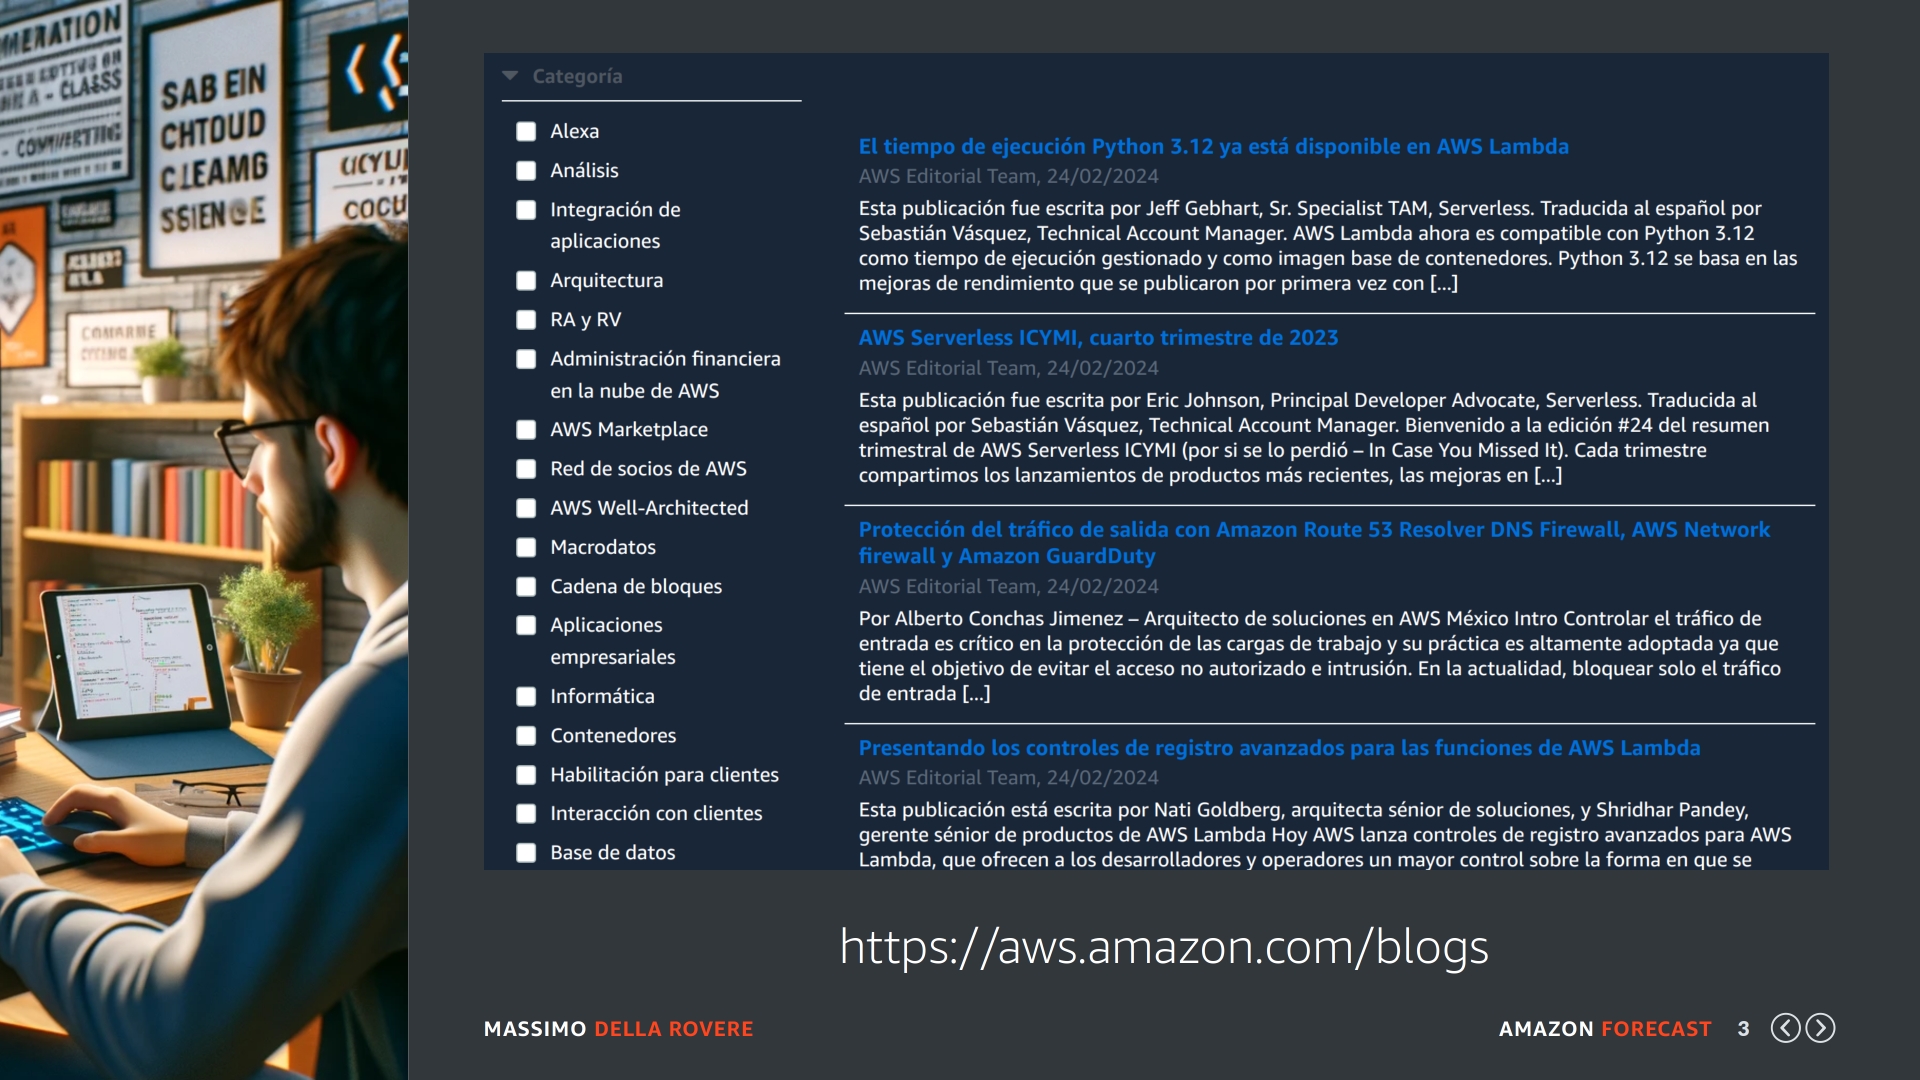 MERATION
SAB EIN
CHTOUD
CLEAMG
SSIENCE
Categoría
Alexa
Análisis
Integración de
aplicaciones
Arquitectura
RA y RV
Administración financiera
en la nube de AWS
AWS Marketplace
Red de socios de AWS
AWS Well-Architected
Macrodatos
Cadena de bloques
Aplicaciones
empresariales
Informática
Contenedores
Habilitación para clientes
Interacción con clientes
Base de datos
El tiempo de ejecución Python 3.12 ya está disponible en AWS Lambda
AWS Editorial Team, 24/02/2024
Esta publicación fue escrita por Jeff Gebhart, Sr. Specialist TAM, Serverless. Traducida al español por
Sebastián Vásquez, Technical Account Manager. AWS Lambda ahora es compatible con Python 3.12
como tiempo de ejecución gestionado y como imagen base de contenedores. Python 3.12 se basa en las
mejoras de rendimiento que se publicaron por primera vez con [...]
AWS Serverless ICYMI, cuarto trimestre de 2023
AWS Editorial Team, 24/02/2024
Esta publicación fue escrita por Eric Johnson, Principal Developer Advocate, Serverless. Traducida al
español por Sebastián Vásquez, Technical Account Manager. Bienvenido a la edición #24 del resumen
trimestral de AWS Serverless ICYMI (por si se lo perdió – In Case You Missed It). Cada trimestre
compartimos los lanzamientos de productos más recientes, las mejoras en [...]
Protección del tráfico de salida con Amazon Route 53 Resolver DNS Firewall, AWS Network
firewall y Amazon GuardDuty
AWS Editorial Team, 24/02/2024
Por Alberto Conchas Jimenez – Arquitecto de soluciones en AWS México Intro Controlar el tráfico de
entrada es crítico en la protección de las cargas de trabajo y su práctica es altamente adoptada ya que
tiene el objetivo de evitar el acceso no autorizado e intrusión. En la actualidad, bloquear solo el tráfico
de entrada [...]
Presentando los controles de registro avanzados para las funciones de AWS Lambda
AWS Editorial Team, 24/02/2024
Esta publicación está escrita por Nati Goldberg, arquitecta sénior de soluciones, y Shridhar Pandey,
gerente sénior de productos de AWS Lambda Hoy AWS lanza controles de registro avanzados para AWS
Lambda, que ofrecen a los desarrolladores y operadores un mayor control sobre la forma en que se
https://aws.amazon.com/blogs
MASSIMO DELLA ROVERE
AMAZON FORECAST 3